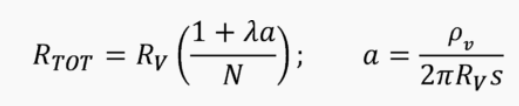 R_TOT = R_V ( (1 + λa) / N ); a = ρ_v / (2πR_V s)